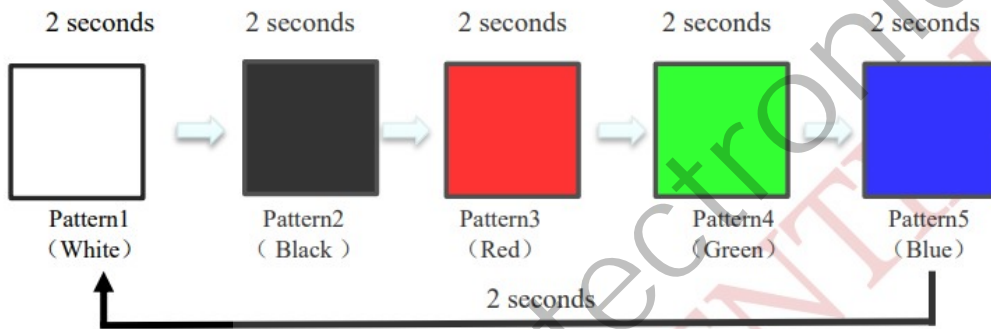 2 seconds 2 seconds 2 seconds 2 seconds 2 seconds
Pattern1 Pattern2 Pattern3 Pattern4 Pattern5
（White） （ Black ） （Red） （Green） （Blue）
2 seconds